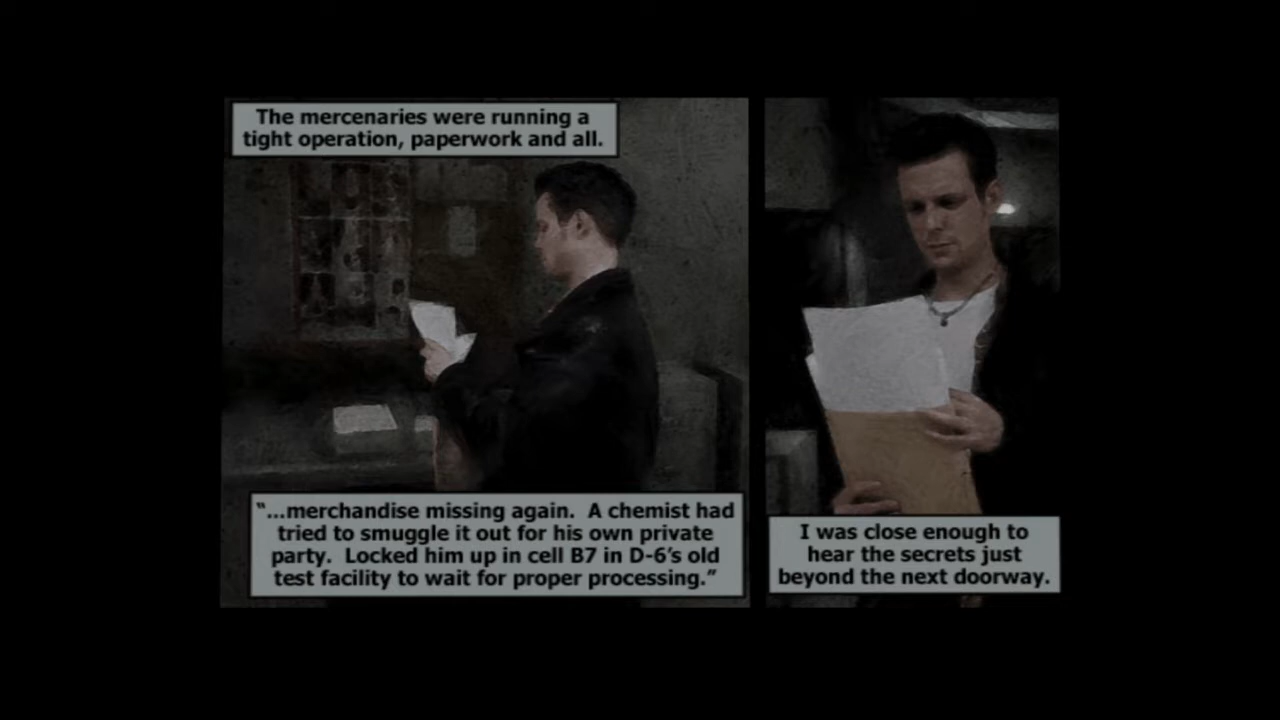 The mercenaries were running a
tight operation, paperwork and all.
"...merchandise missing again.  A chemist had
tried to smuggle it out for his own private
party.  Locked him up in cell B7 in D-6's old
test facility to wait for proper processing."
I was close enough to
hear the secrets just
beyond the next doorway.